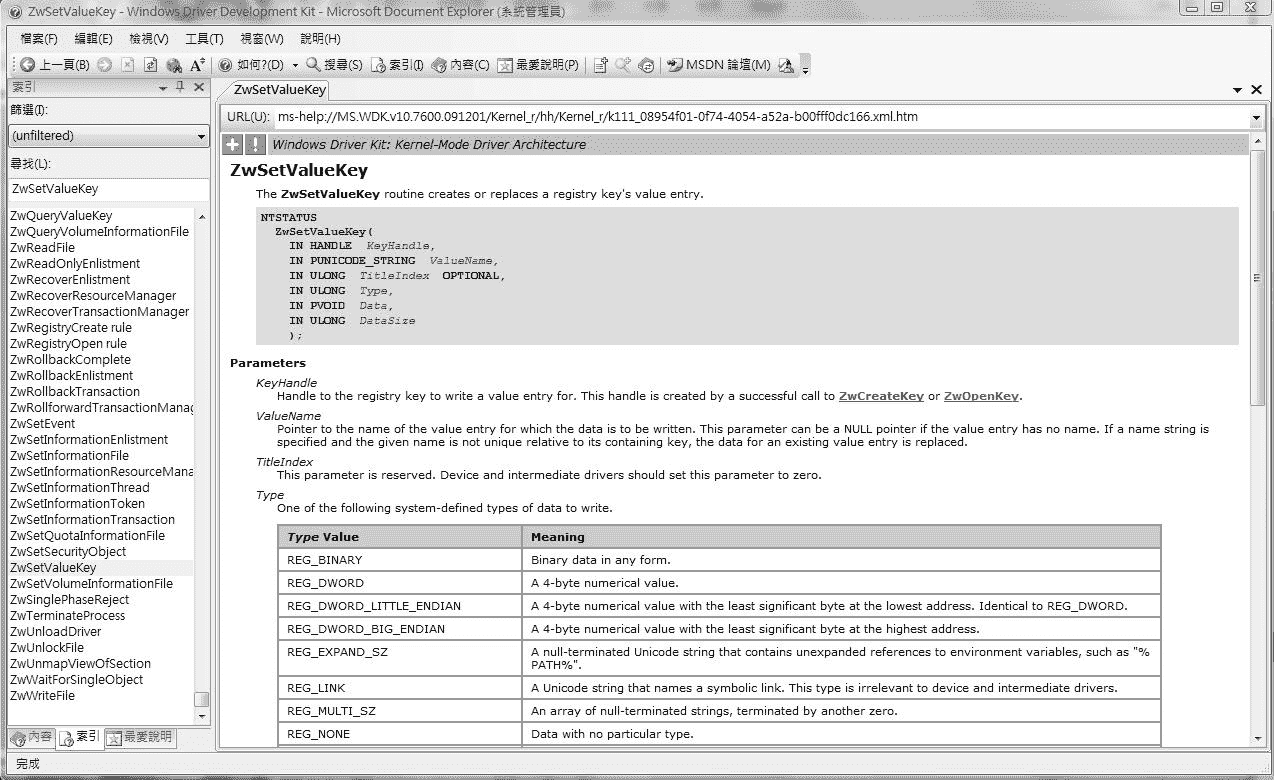 ZwSetValueKey - Windows Driver Development Kit - Microsoft Document Explorer (系統管理員)
檔案(F) 編輯(E) 檢視(V) 工具(T) 視窗(W) 說明(H)
上一頁(B) 如何?(D) 搜尋(S) 索引(I) 內容(C) 最愛說明(P) MSDN 論壇(M)
索引
篩選(I):
(unfiltered)
尋找(L):
ZwSetValueKey
ZwQueryValueKey
ZwQueryVolumeInformationFile
ZwReadFile
ZwReadOnlyEnlistment
ZwRecoverEnlistment
ZwRecoverResourceManager
ZwRecoverTransactionManager
ZwRegistryCreate rule
ZwRegistryOpen rule
ZwRollbackComplete
ZwRollbackEnlistment
ZwRollbackTransaction
ZwRollforwardTransactionManag
ZwSetEvent
ZwSetInformationEnlistment
ZwSetInformationFile
ZwSetInformationResourceMana
ZwSetInformationThread
ZwSetInformationToken
ZwSetInformationTransaction
ZwSetQuotaInformationFile
ZwSetSecurityObject
ZwSetValueKey
ZwSetVolumeInformationFile
ZwSinglePhaseReject
ZwTerminateProcess
ZwUnloadDriver
ZwUnlockFile
ZwUnmapViewOfSection
ZwWaitForSingleObject
ZwWriteFile
內容 索引 最愛說明
完成
ZwSetValueKey
URL(U): ms-help://MS.WDK.v10.7600.091201/Kernel_r/hh/Kernel_r/k111_08954f01-0f74-4054-a52a-b00fff0dc166.xml.htm
Windows Driver Kit: Kernel-Mode Driver Architecture
ZwSetValueKey
The ZwSetValueKey routine creates or replaces a registry key's value entry.
NTSTATUS
ZwSetValueKey(
IN HANDLE KeyHandle,
IN PUNICODE_STRING ValueName,
IN ULONG TitleIndex OPTIONAL,
IN ULONG Type,
IN PVOID Data,
IN ULONG DataSize
);
Parameters
KeyHandle
Handle to the registry key to write a value entry for. This handle is created by a successful call to ZwCreateKey or ZwOpenKey.
ValueName
Pointer to the name of the value entry for which the data is to be written. This parameter can be a NULL pointer if the value entry has no name. If a name string is
specified and the given name is not unique relative to its containing key, the data for an existing value entry is replaced.
TitleIndex
This parameter is reserved. Device and intermediate drivers should set this parameter to zero.
Type
One of the following system-defined types of data to write.
Type Value Meaning
REG_BINARY Binary data in any form.
REG_DWORD A 4-byte numerical value.
REG_DWORD_LITTLE_ENDIAN A 4-byte numerical value with the least significant byte at the lowest address. Identical to REG_DWORD.
REG_DWORD_BIG_ENDIAN A 4-byte numerical value with the least significant byte at the highest address.
REG_EXPAND_SZ A null-terminated Unicode string that contains unexpanded references to environment variables, such as "%
PATH%".
REG_LINK A Unicode string that names a symbolic link. This type is irrelevant to device and intermediate drivers.
REG_MULTI_SZ An array of null-terminated strings, terminated by another zero.
REG_NONE Data with no particular type.